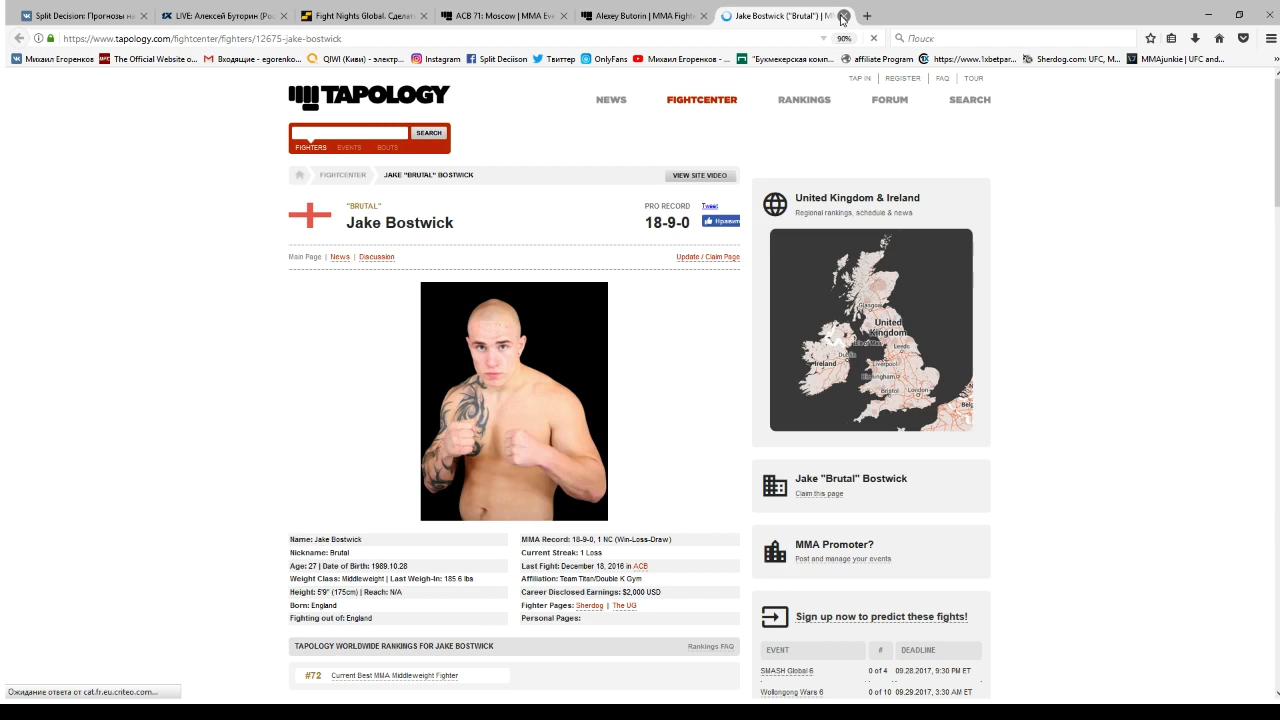 Split Decision: Прогнозы на
LIVE: Алексей Буторин (Рос
Fight Nights Global. Сделат
ACB 71: Moscow | MMA Eve
Alexey Butorin | MMA Fighte
Jake Bostwick ("Brutal") | M
https://www.tapology.com/fightcenter/fighters/12675-jake-bostwick
90%
Поиск
Михаил Егоренков
The Official Website o...
Входящие - egorenko...
QIWI (Киви) - электр...
Instagram
Split Deciison
Твиттер
OnlyFans
Михаил Егоренков - ...
"Букмекерская комп...
affiliate Program
https://www.1xbetpar...
Sherdog.com: UFC, M...
MMAjunkie | UFC and...
TAP IN | REGISTER | FAQ | TOUR
TAPOLOGY
NEWS
FIGHTCENTER
RANKINGS
FORUM
SEARCH
SEARCH
FIGHTERS
EVENTS
BOUTS
FIGHTCENTER
JAKE "BRUTAL" BOSTWICK
VIEW SITE VIDEO
"BRUTAL"
Jake Bostwick
PRO RECORD
18-9-0
Tweet
Нравится
Main Page | News | Discussion
Update / Claim Page
Name: Jake Bostwick
Nickname: Brutal
Age: 27 | Date of Birth: 1989.10.28
Weight Class: Middleweight | Last Weigh-In: 185.6 lbs
Height: 5'9" (175cm) | Reach: N/A
Born: England
Fighting out of: England
MMA Record: 18-9-0, 1 NC (Win-Loss-Draw)
Current Streak: 1 Loss
Last Fight: December 18, 2016 in ACB
Affiliation: Team Titan/Double K Gym
Career Disclosed Earnings: $2,000 USD
Fighter Pages: Sherdog | The UG
Personal Pages:
TAPOLOGY WORLDWIDE RANKINGS FOR JAKE BOSTWICK
Rankings FAQ
#72
Current Best MMA Middleweight Fighter
United Kingdom & Ireland
Regional rankings, schedule & news
Glasgow
United
Kingdom
Isle of Man
Leeds
Dublin
Ireland
Liverpool
Birmingham
Bristol
London
Belg
Jake "Brutal" Bostwick
Claim this page
MMA Promoter?
Post and manage your events
Sign up now to predict these fights!
EVENT
#
DEADLINE
SMASH Global 6
0 of 4
09.28.2017, 9:30 PM ET
Wollongong Wars 6
0 of 10
09.29.2017, 3:30 AM ET
Ожидание ответа от cat.fr.eu.criteo.com...